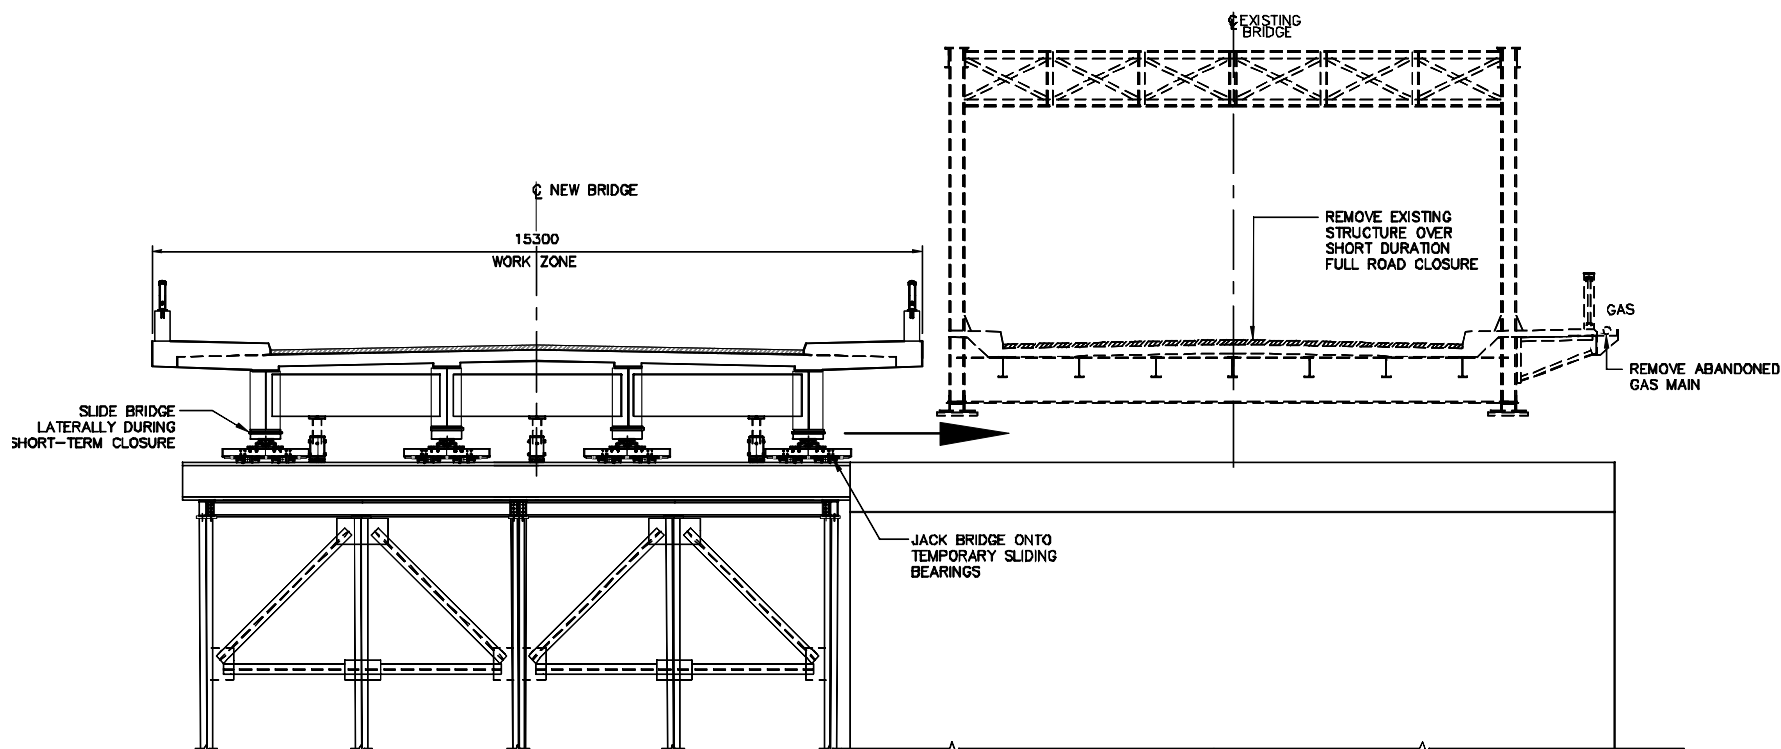 ℄ EXISTING
BRIDGE
℄ NEW BRIDGE
15300
WORK ZONE
REMOVE EXISTING
STRUCTURE OVER
SHORT DURATION
FULL ROAD CLOSURE
GAS
REMOVE ABANDONED
GAS MAIN
SLIDE BRIDGE
LATERALLY DURING
SHORT-TERM CLOSURE
JACK BRIDGE ONTO
TEMPORARY SLIDING
BEARINGS